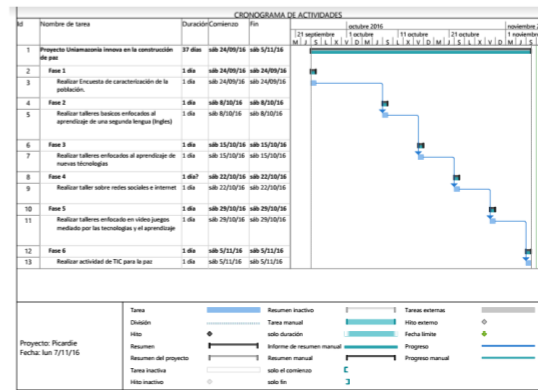 CRONOGRAMA DE ACTIVIDADES
Id Nombre de tarea Duración Comienzo Fin
octubre 2016 noviembre 2
21 septiembre 1 octubre 11 octubre 21 octubre 1 noviembre
M J S L X V D M J S L X V D M J S L X V D M J S
1 Proyecto Uniamazonia innova en la construcción 37 días sáb 24/09/16 sáb 5/11/16
de paz
2 Fase 1 1 día sáb 24/09/16 sáb 24/09/16
3 Realizar Encuesta de caracterización de la 1 día sáb 24/09/16 sáb 24/09/16
población.
4 Fase 2 1 día sáb 8/10/16 sáb 8/10/16
5 Realizar talleres basicos enfocados al 1 día sáb 8/10/16 sáb 8/10/16
aprendizaje de una segunda lengua (Ingles)
6 Fase 3 1 día sáb 15/10/16 sáb 15/10/16
7 Realizar talleres enfocados al aprendizaje de 1 día sáb 15/10/16 sáb 15/10/16
nuevas técnologias
8 Fase 4 1 día? sáb 22/10/16 sáb 22/10/16
9 Realizar taller sobre redes sociales e internet 1 día sáb 22/10/16 sáb 22/10/16
10 Fase 5 1 día sáb 29/10/16 sáb 29/10/16
11 Realizar talleres enfocado en video juegos 1 día sáb 29/10/16 sáb 29/10/16
mediado por las tecnologias y el aprendizaje
12 Fase 6 1 día sáb 5/11/16 sáb 5/11/16
13 Realizar actividad de TIC para la paz 1 día sáb 5/11/16 sáb 5/11/16
Proyecto: Picardie
Fecha: lun 7/11/16
Tarea Resumen inactivo Tareas externas
División Tarea manual Hito externo
Hito solo duración Fecha límite
Resumen Informe de resumen manual Progreso
Resumen del proyecto Resumen manual Progreso manual
Tarea inactiva solo el comienzo
Hito inactivo solo fin